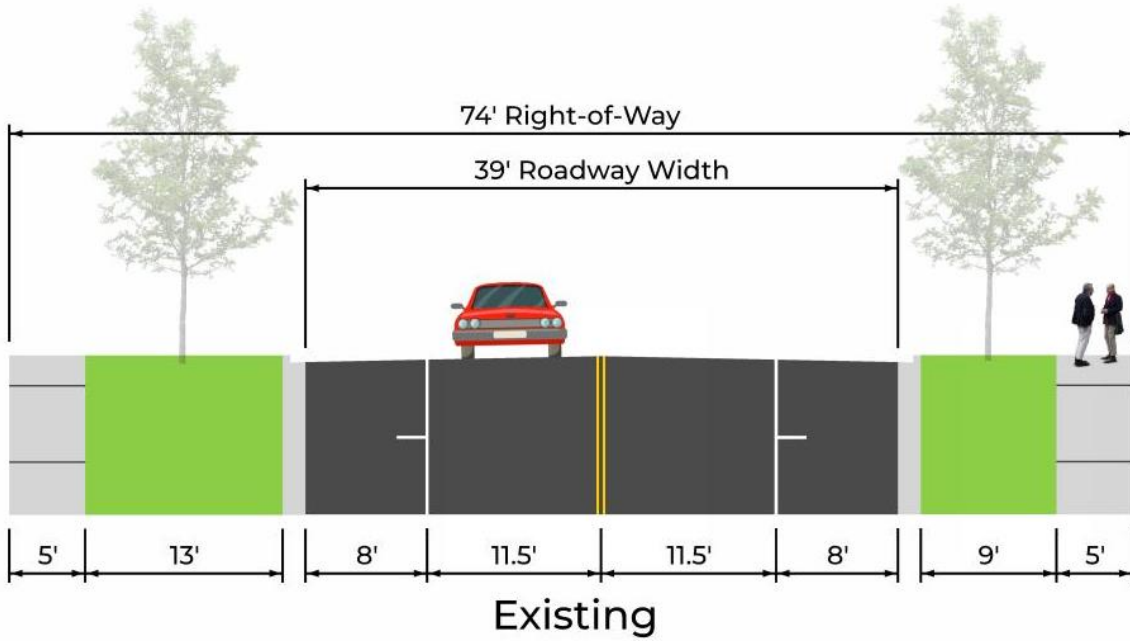 74' Right-of-Way
39' Roadway Width
5' 13' 8' 11.5' 11.5' 8' 9' 5'
Existing